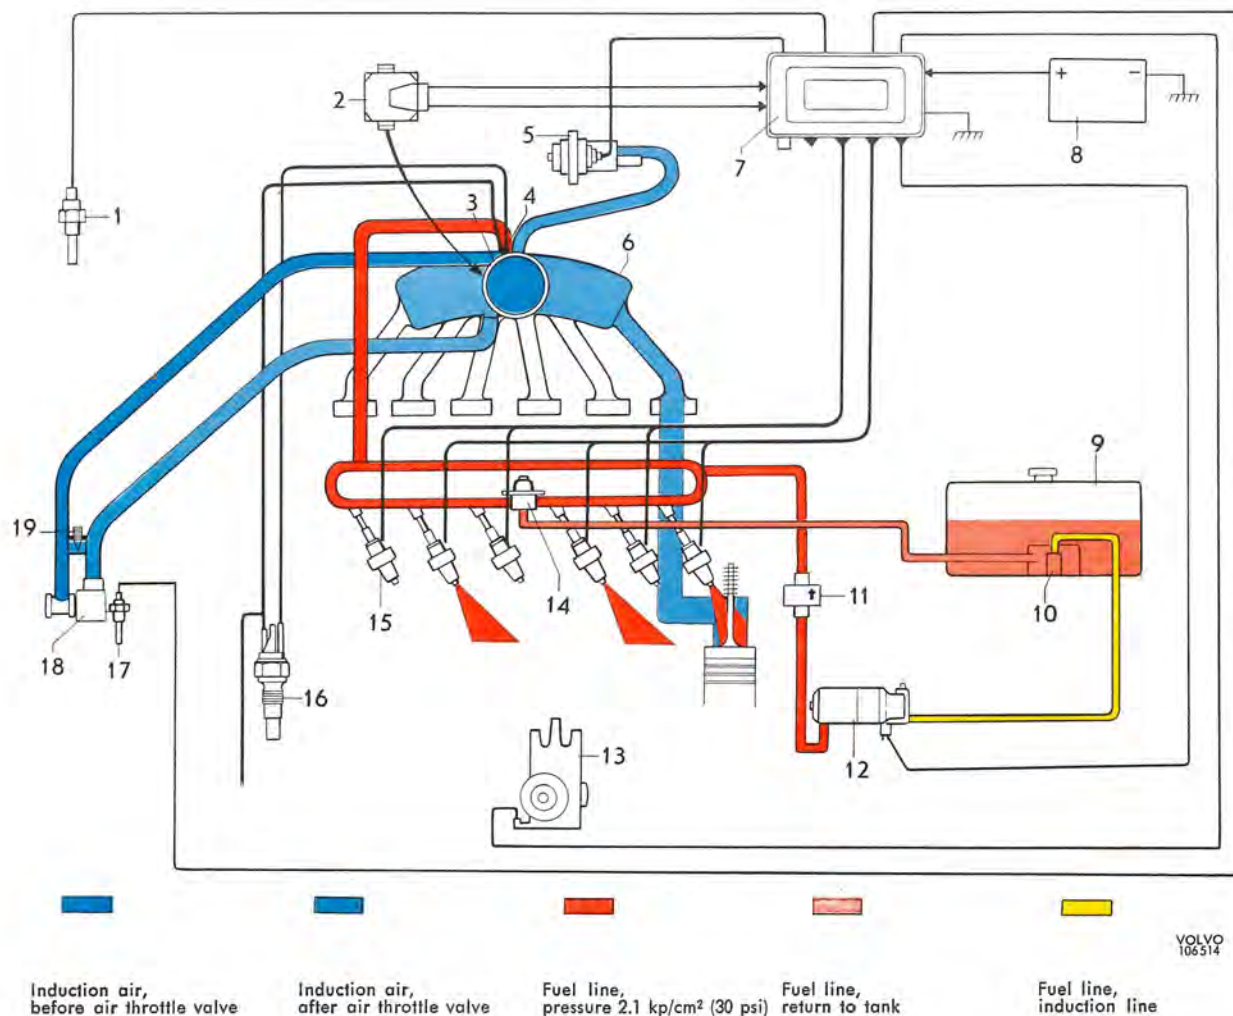 1
2
3
4
5
6
7
+
−
8
9
10
11
12
13
14
15
16
17
18
19
VOLVO
106514
Induction air,
before air throttle valve
Induction air,
after air throttle valve
Fuel line,
pressure 2.1 kp/cm² (30 psi)
Fuel line,
return to tank
Fuel line,
induction line